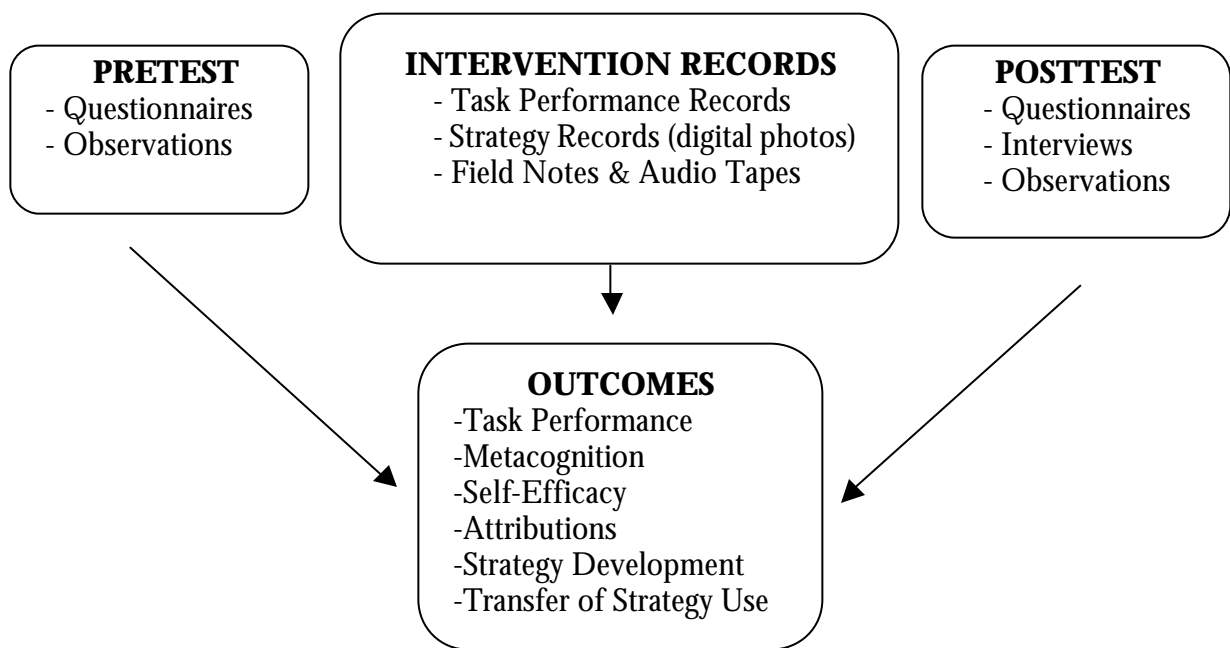 PRETEST
- Questionnaires
- Observations
INTERVENTION RECORDS
- Task Performance Records
- Strategy Records (digital photos)
- Field Notes & Audio Tapes
POSTTEST
- Questionnaires
- Interviews
- Observations
OUTCOMES
-Task Performance
-Metacognition
-Self-Efficacy
-Attributions
-Strategy Development
-Transfer of Strategy Use